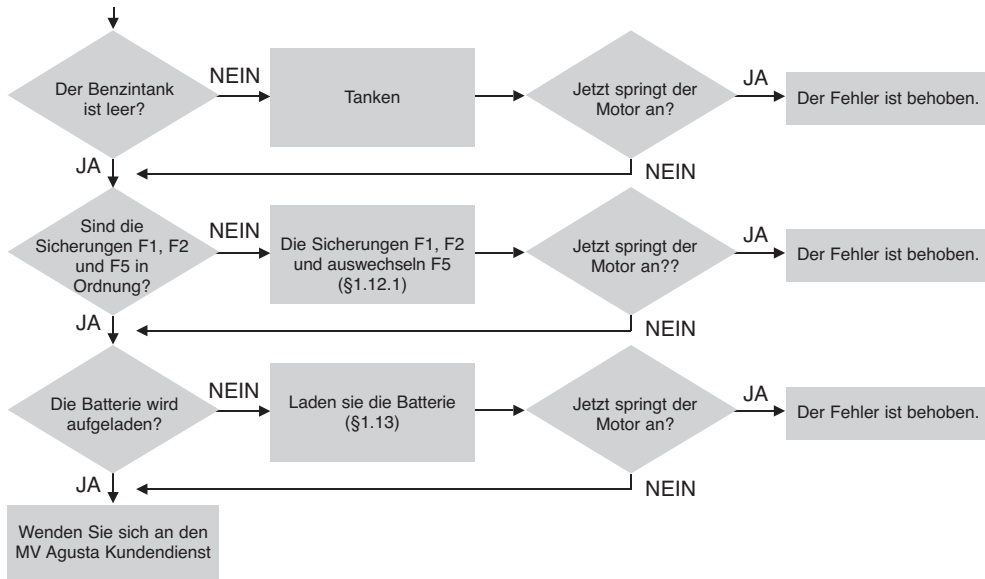 Der Benzintank
ist leer?
NEIN
Tanken
Jetzt springt der
Motor an?
JA
Der Fehler ist behoben.
JA
NEIN
Sind die
Sicherungen F1, F2
und F5 in
Ordnung?
NEIN
Die Sicherungen F1, F2
und auswechseln F5
(§1.12.1)
Jetzt springt der
Motor an??
JA
Der Fehler ist behoben.
JA
NEIN
Die Batterie wird
aufgeladen?
NEIN
Laden sie die Batterie
(§1.13)
Jetzt springt der
Motor an?
JA
Der Fehler ist behoben.
JA
NEIN
Wenden Sie sich an den
MV Agusta Kundendienst